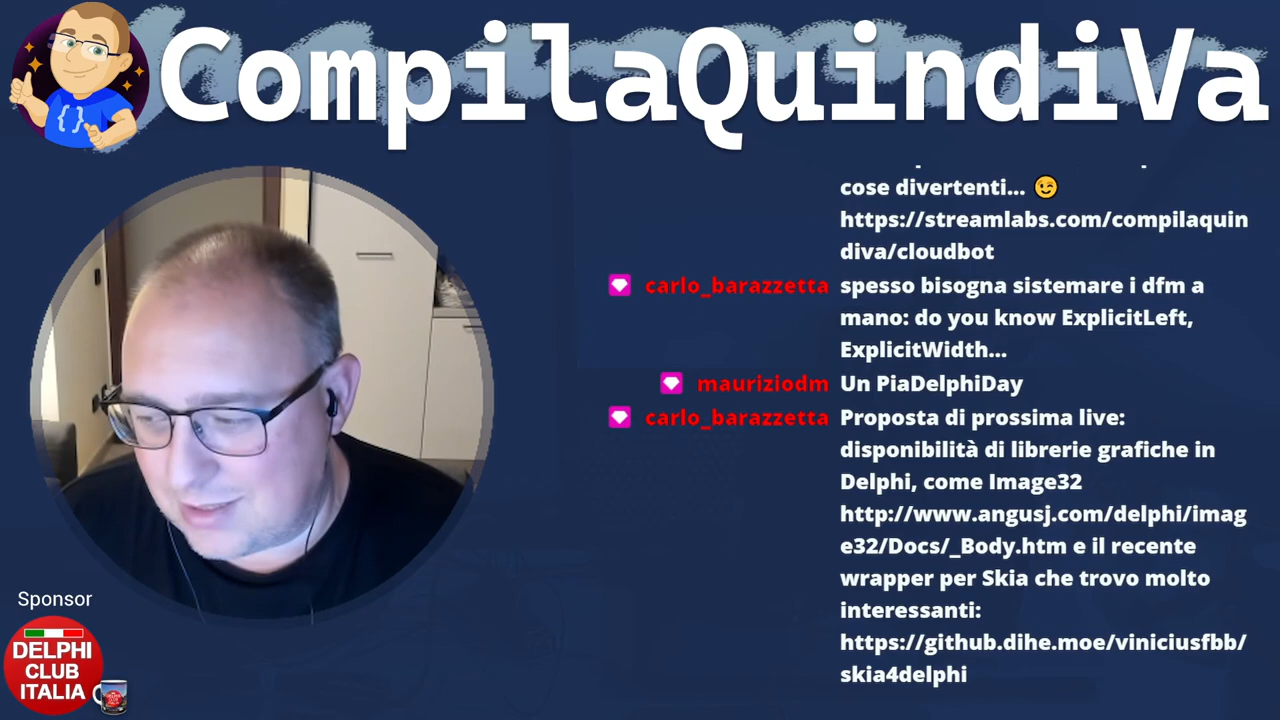 CompilaQuindiVa
cose divertenti... 😉
https://streamlabs.com/compilaquin
diva/cloudbot
carlo_barazzetta spesso bisogna sistemare i dfm a
mano: do you know ExplicitLeft,
ExplicitWidth...
mauriziodm Un PiaDelphiDay
carlo_barazzetta Proposta di prossima live:
disponibilità di librerie grafiche in
Delphi, come Image32
http://www.angusj.com/delphi/imag
e32/Docs/_Body.htm e il recente
wrapper per Skia che trovo molto
interessanti:
https://github.dihe.moe/viniciusfbb/
skia4delphi
Sponsor
DELPHI
CLUB
ITALIA